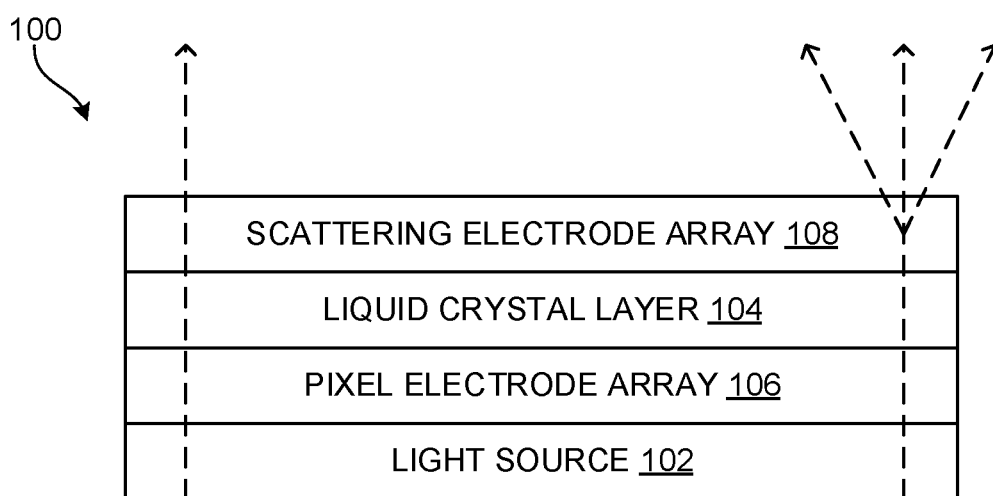 100
SCATTERING ELECTRODE ARRAY 108
LIQUID CRYSTAL LAYER 104
PIXEL ELECTRODE ARRAY 106
LIGHT SOURCE 102